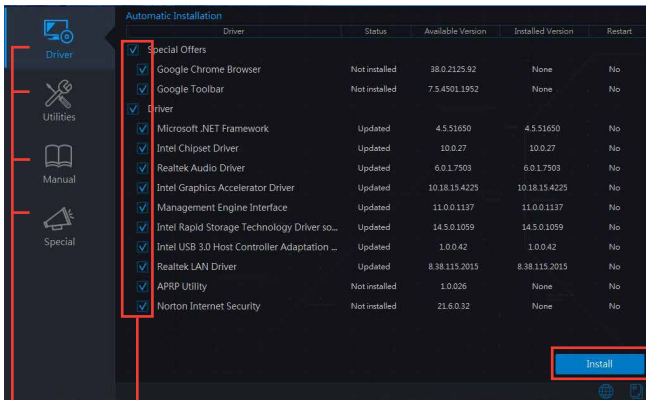 Automatic Installation
Driver Status Available Version Installed Version Restart
Special Offers
Google Chrome Browser Not installed 38.0.2125.92 None No
Google Toolbar Not installed 7.5.4501.1952 None No
Driver
Microsoft .NET Framework Updated 4.5.51650 4.5.51650 No
Intel Chipset Driver Updated 10.0.27 10.0.27 No
Realtek Audio Driver Updated 6.0.1.7503 6.0.1.7503 No
Intel Graphics Accelerator Driver Updated 10.18.15.4225 10.18.15.4225 No
Management Engine Interface Updated 11.0.0.1137 11.0.0.1137 No
Intel Rapid Storage Technology Driver so... Updated 14.5.0.1059 14.5.0.1059 No
Intel USB 3.0 Host Controller Adaptation ... Updated 1.0.0.42 1.0.0.42 No
Realtek LAN Driver Updated 8.38.115.2015 8.38.115.2015 No
APRP Utility Not installed 1.0.026 None No
Norton Internet Security Not installed 21.6.0.32 None No
Install
Driver
Utilities
Manual
Special